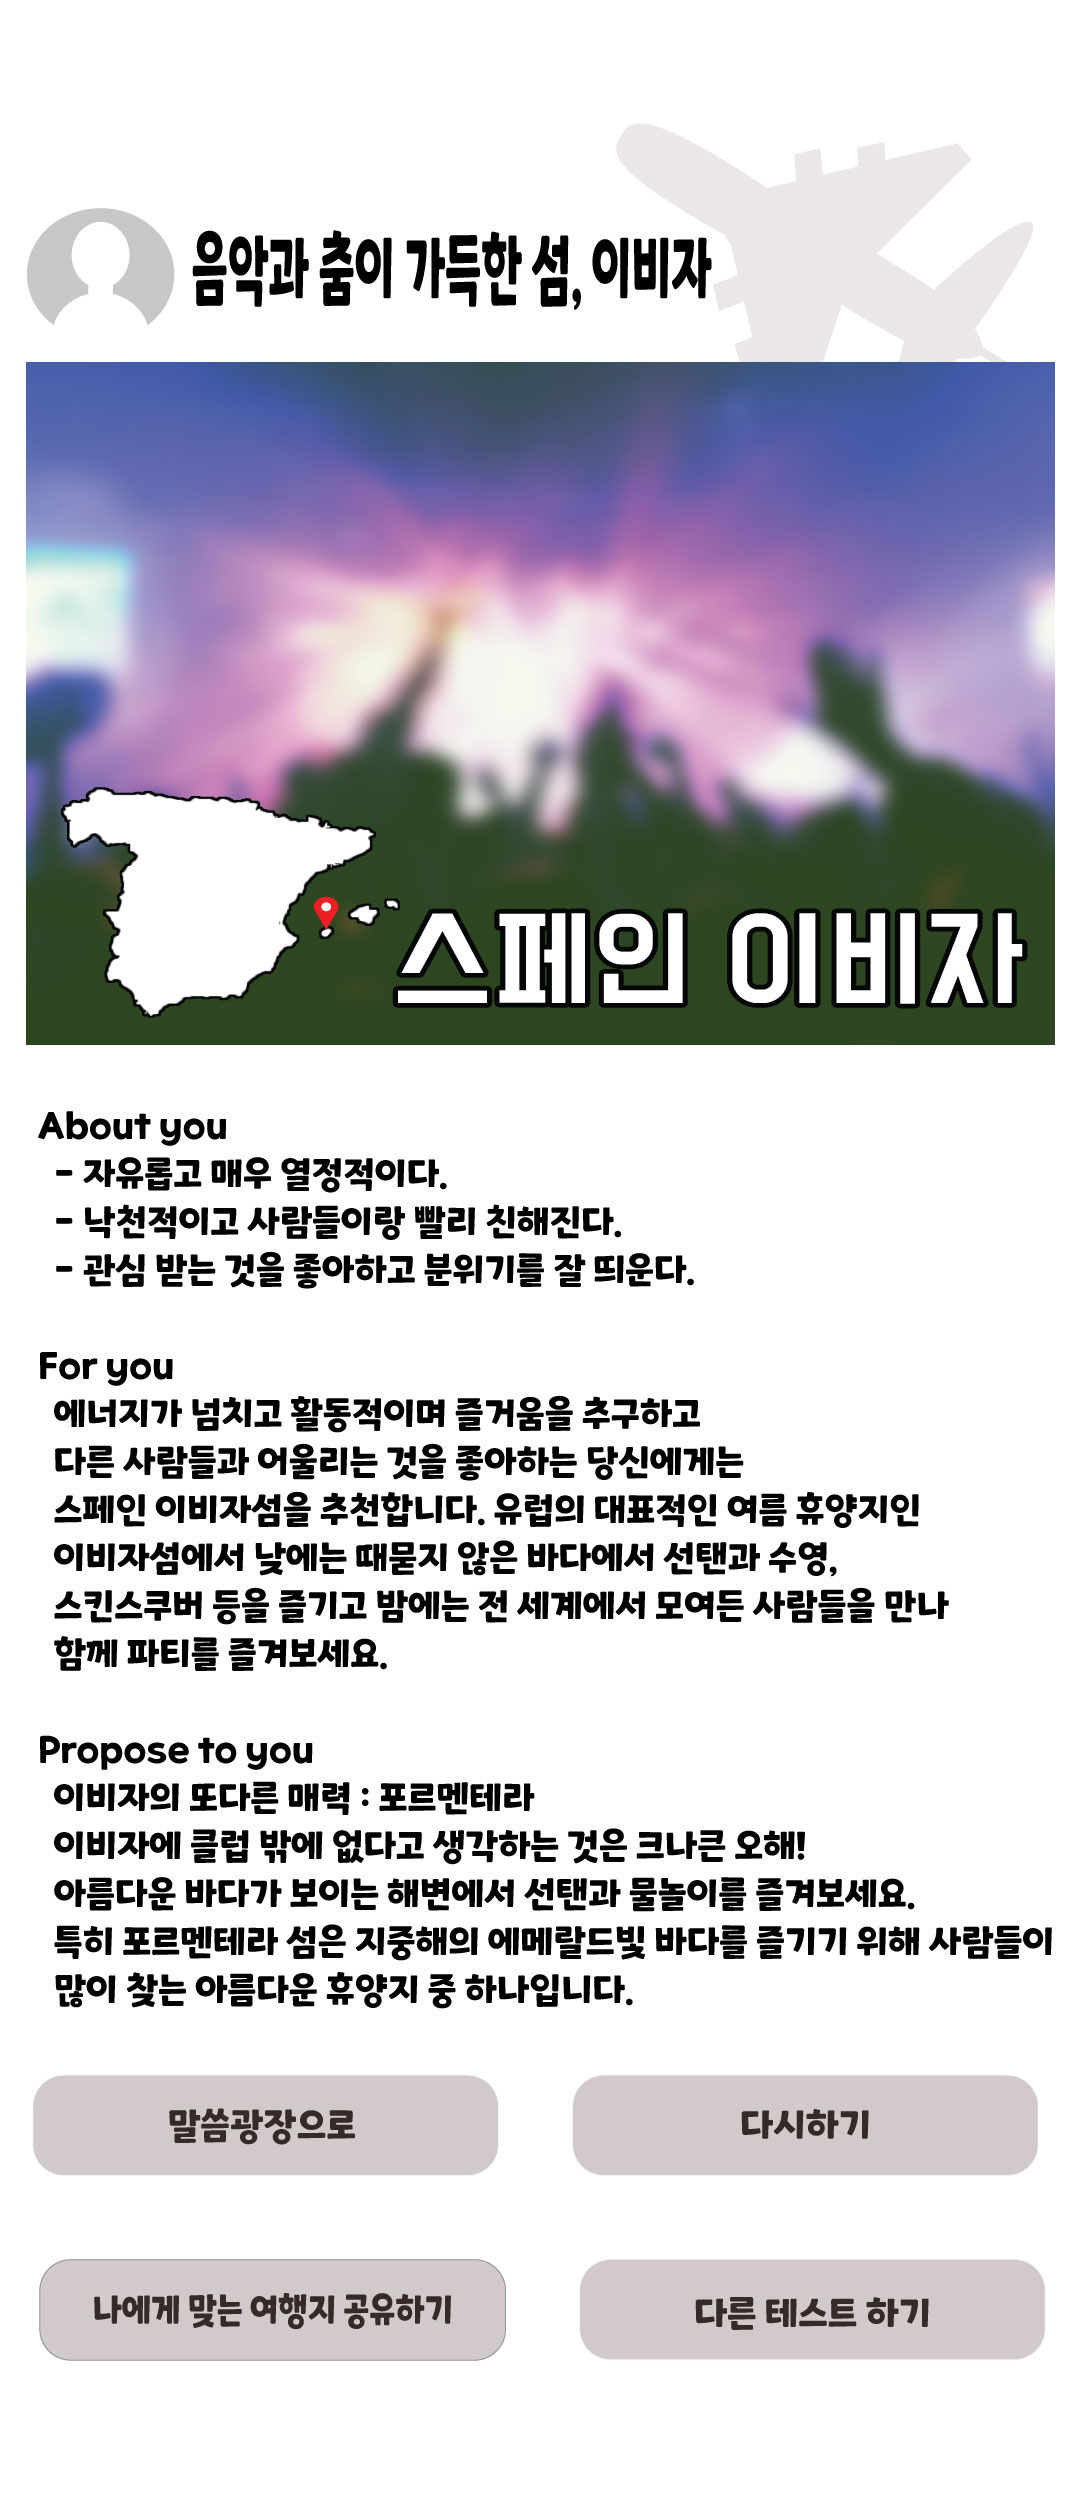 음악과 춤이 가득한 섬, 이비자
스페인 이비자
About you
- 자유롭고 매우 열정적이다.
- 낙천적이고 사람들이랑 빨리 친해진다.
- 관심 받는 것을 좋아하고 분위기를 잘 띄운다.
For you
에너지가 넘치고 활동적이며 즐거움을 추구하고
다른 사람들과 어울리는 것을 좋아하는 당신에게는
스페인 이비자섬을 추천합니다. 유럽의 대표적인 여름 휴양지인
이비자섬에서 낮에는 때묻지 않은 바다에서 선탠과 수영,
스킨스쿠버 등을 즐기고 밤에는 전 세계에서 모여든 사람들을 만나
함께 파티를 즐겨보세요.
Propose to you
이비자의 또다른 매력 : 포르멘테라
이비자에 클럽 밖에 없다고 생각하는 것은 크나큰 오해!
아름다운 바다가 보이는 해변에서 선탠과 물놀이를 즐겨보세요.
특히 포르멘테라 섬은 지중해의 에메랄드빛 바다를 즐기기 위해 사람들이
많이 찾는 아름다운 휴양지 중 하나입니다.
말씀광장으로
다시하기
나에게 맞는 여행지 공유하기
다른 테스트 하기